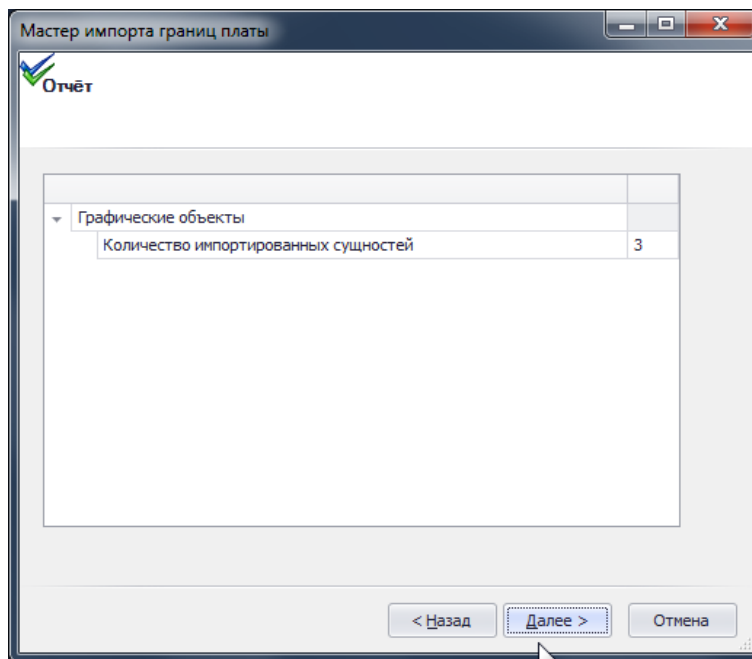 Мастер импорта границ платы
Отчёт
Графические объекты
Количество импортированных сущностей 3
< Назад Далее > Отмена